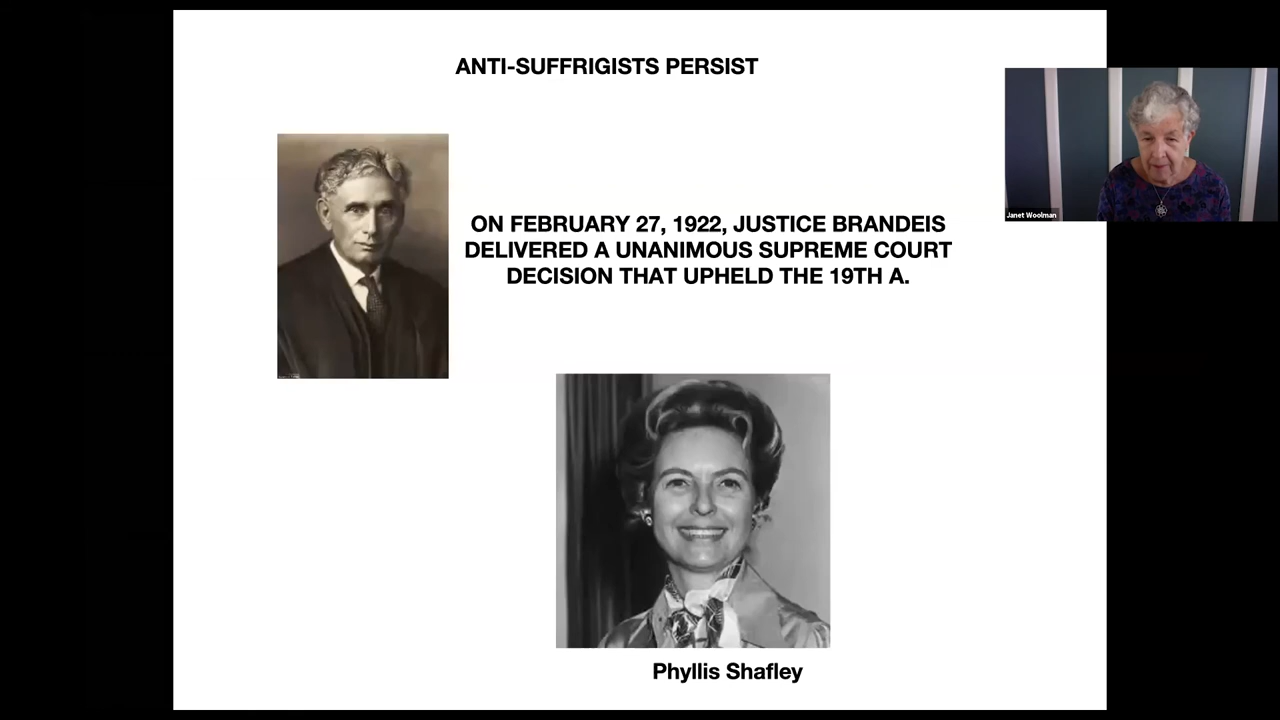 ANTI-SUFFRIGISTS PERSIST
Janet Woolman
ON FEBRUARY 27, 1922, JUSTICE BRANDEIS
DELIVERED A UNANIMOUS SUPREME COURT
DECISION THAT UPHELD THE 19TH A.
Phyllis Shafley